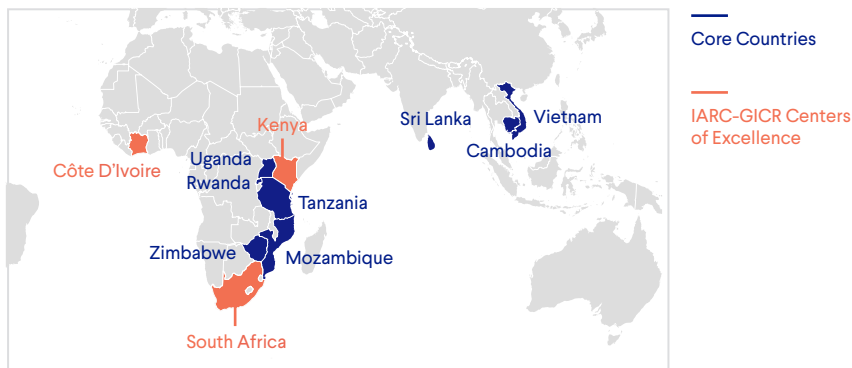 Core Countries
IARC-GICR Centers
of Excellence
Kenya
Sri Lanka
Vietnam
Cambodia
Côte D’Ivoire
Uganda
Rwanda
Tanzania
Zimbabwe
Mozambique
South Africa